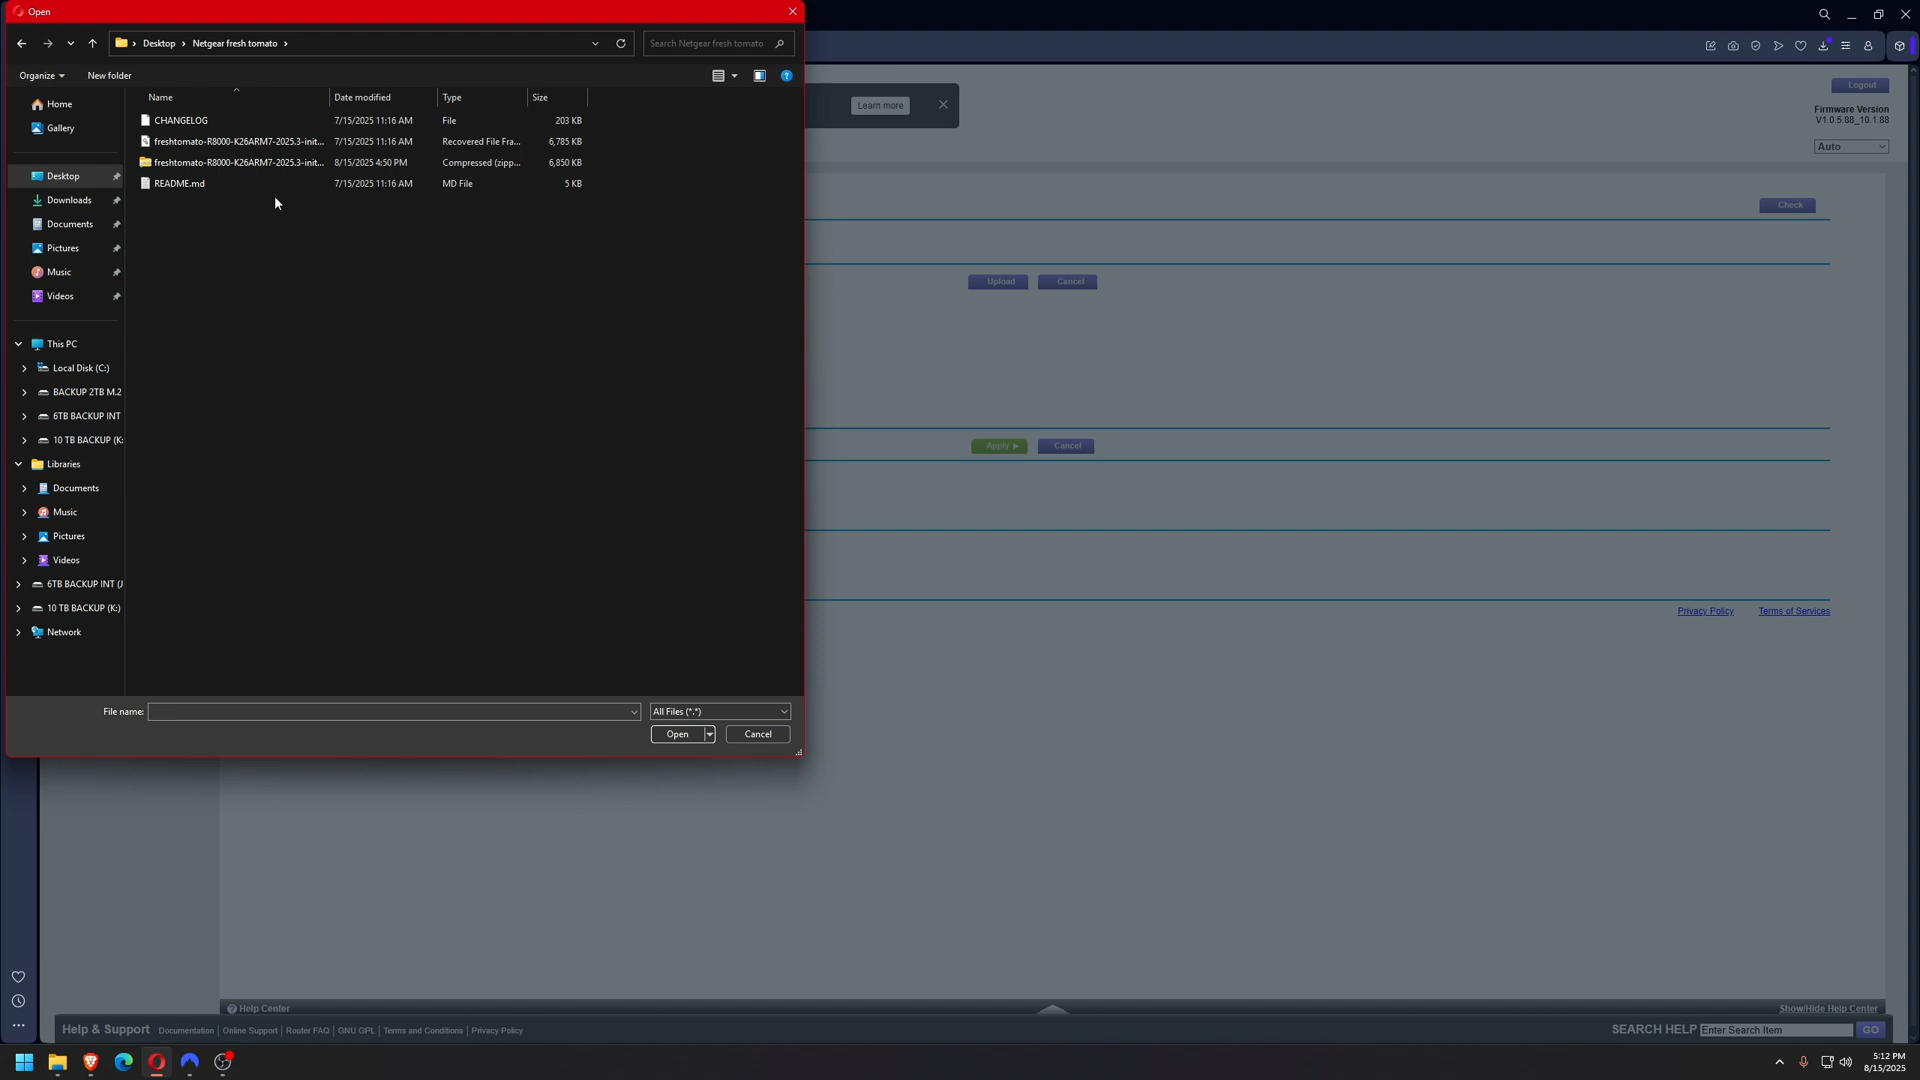 Open
Desktop
Netgear fresh tomato
Search Netgear fresh tomato
Organize
New folder
Name
Date modified
Type
Size
CHANGELOG
7/15/2025 11:16 AM
File
203 KB
freshtomato-R8000-K26ARM7-2025.3-init...
7/15/2025 11:16 AM
Recovered File Fra...
6,785 KB
freshtomato-R8000-K26ARM7-2025.3-init...
8/15/2025 4:50 PM
Compressed (zipp...
6,850 KB
README.md
7/15/2025 11:16 AM
MD File
5 KB
Home
Gallery
Desktop
Downloads
Documents
Pictures
Music
Videos
This PC
Local Disk (C:)
BACKUP 2TB M.2
6TB BACKUP INT
10 TB BACKUP (K:
Libraries
Documents
Music
Pictures
Videos
6TB BACKUP INT (J
10 TB BACKUP (K:)
Network
File name:
All Files (*.*)
Open
Cancel
Learn more
Logout
Firmware Version
V1.0.5.88_10.1.88
Auto
Check
Upload
Cancel
Apply
Cancel
Privacy Policy
Terms of Services
Help Center
Show/Hide Help Center
Help & Support
Documentation | Online Support | Router FAQ | GNU GPL | Terms and Conditions | Privacy Policy
SEARCH HELP
Enter Search Item
GO
5:12 PM
8/15/2025